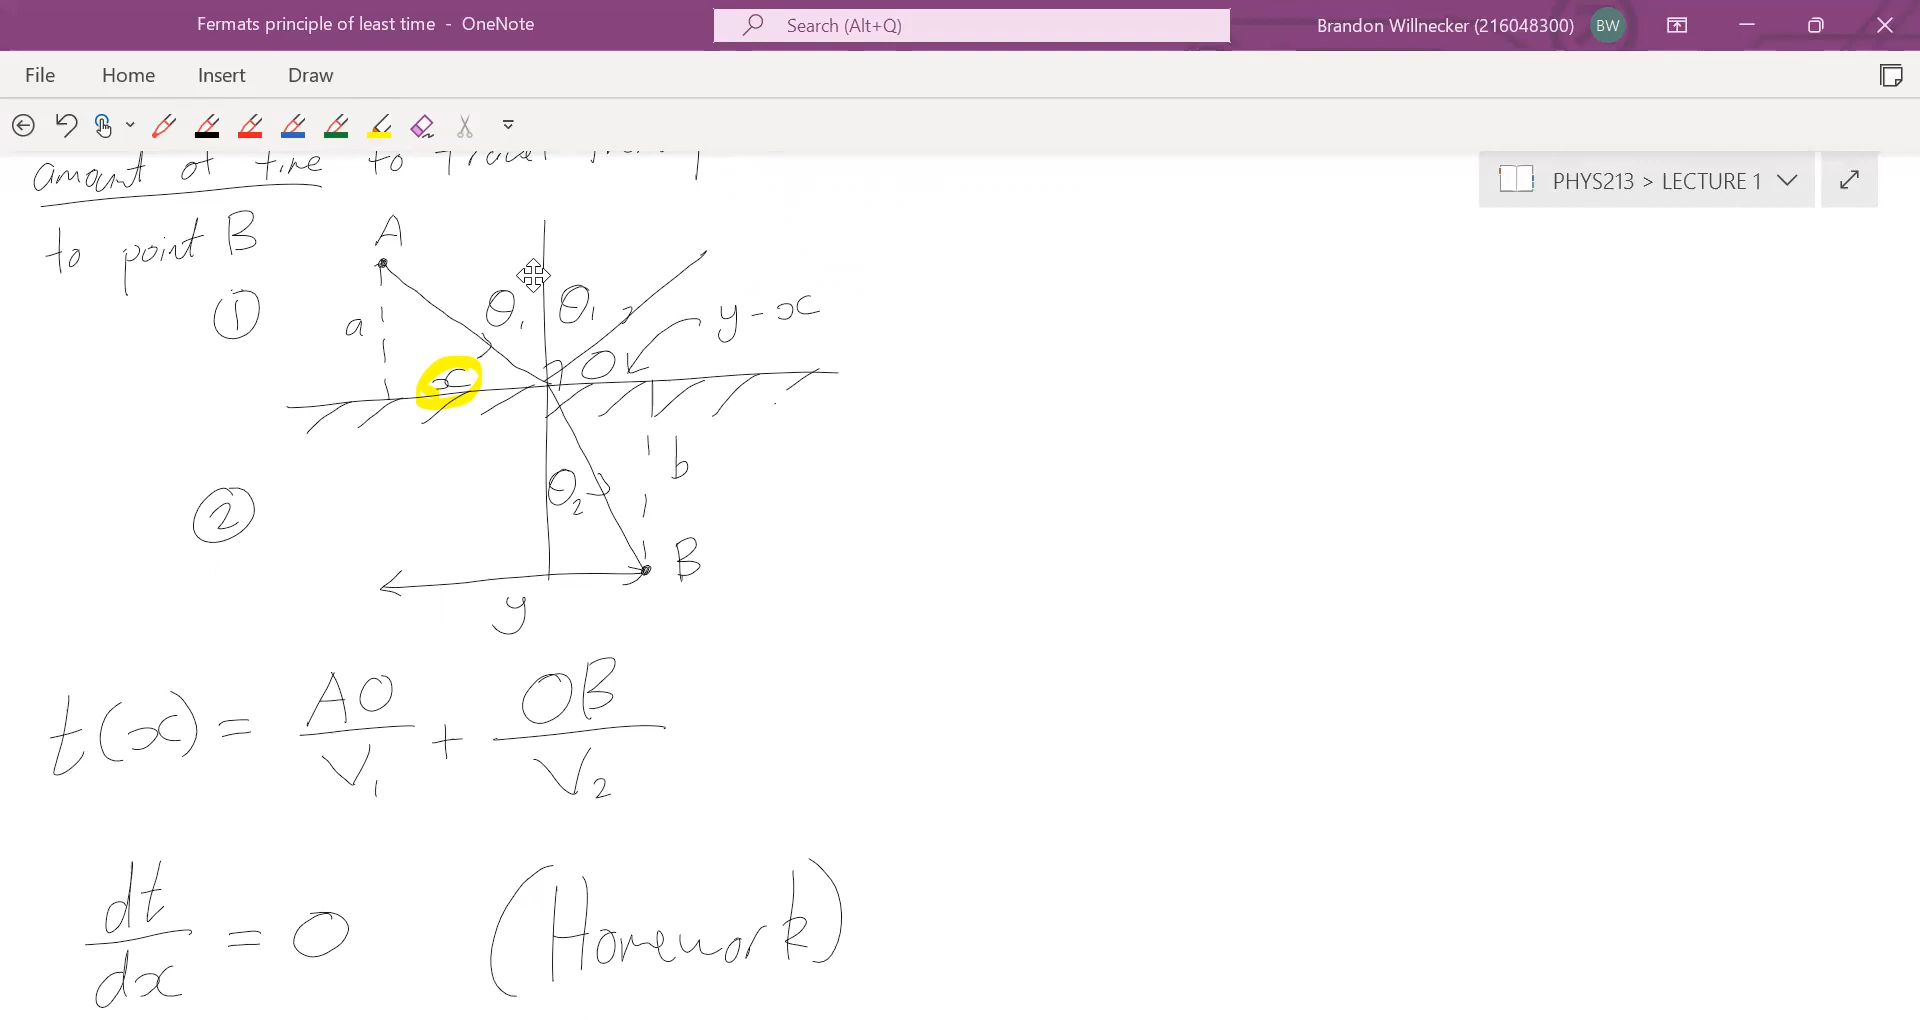 Fermats principle of least time - OneNote
Search (Alt+Q)
Brandon Willnecker (216048300)
BW
File Home Insert Draw
PHYS213 > LECTURE 1
amount of time to travel
to point B
A
①
a
θ₁ θ₁
y - x
x
O
b
②
θ₂
B
y
t(x) = AO/V₁ + OB/V₂
dt/dx = 0 (Homework)